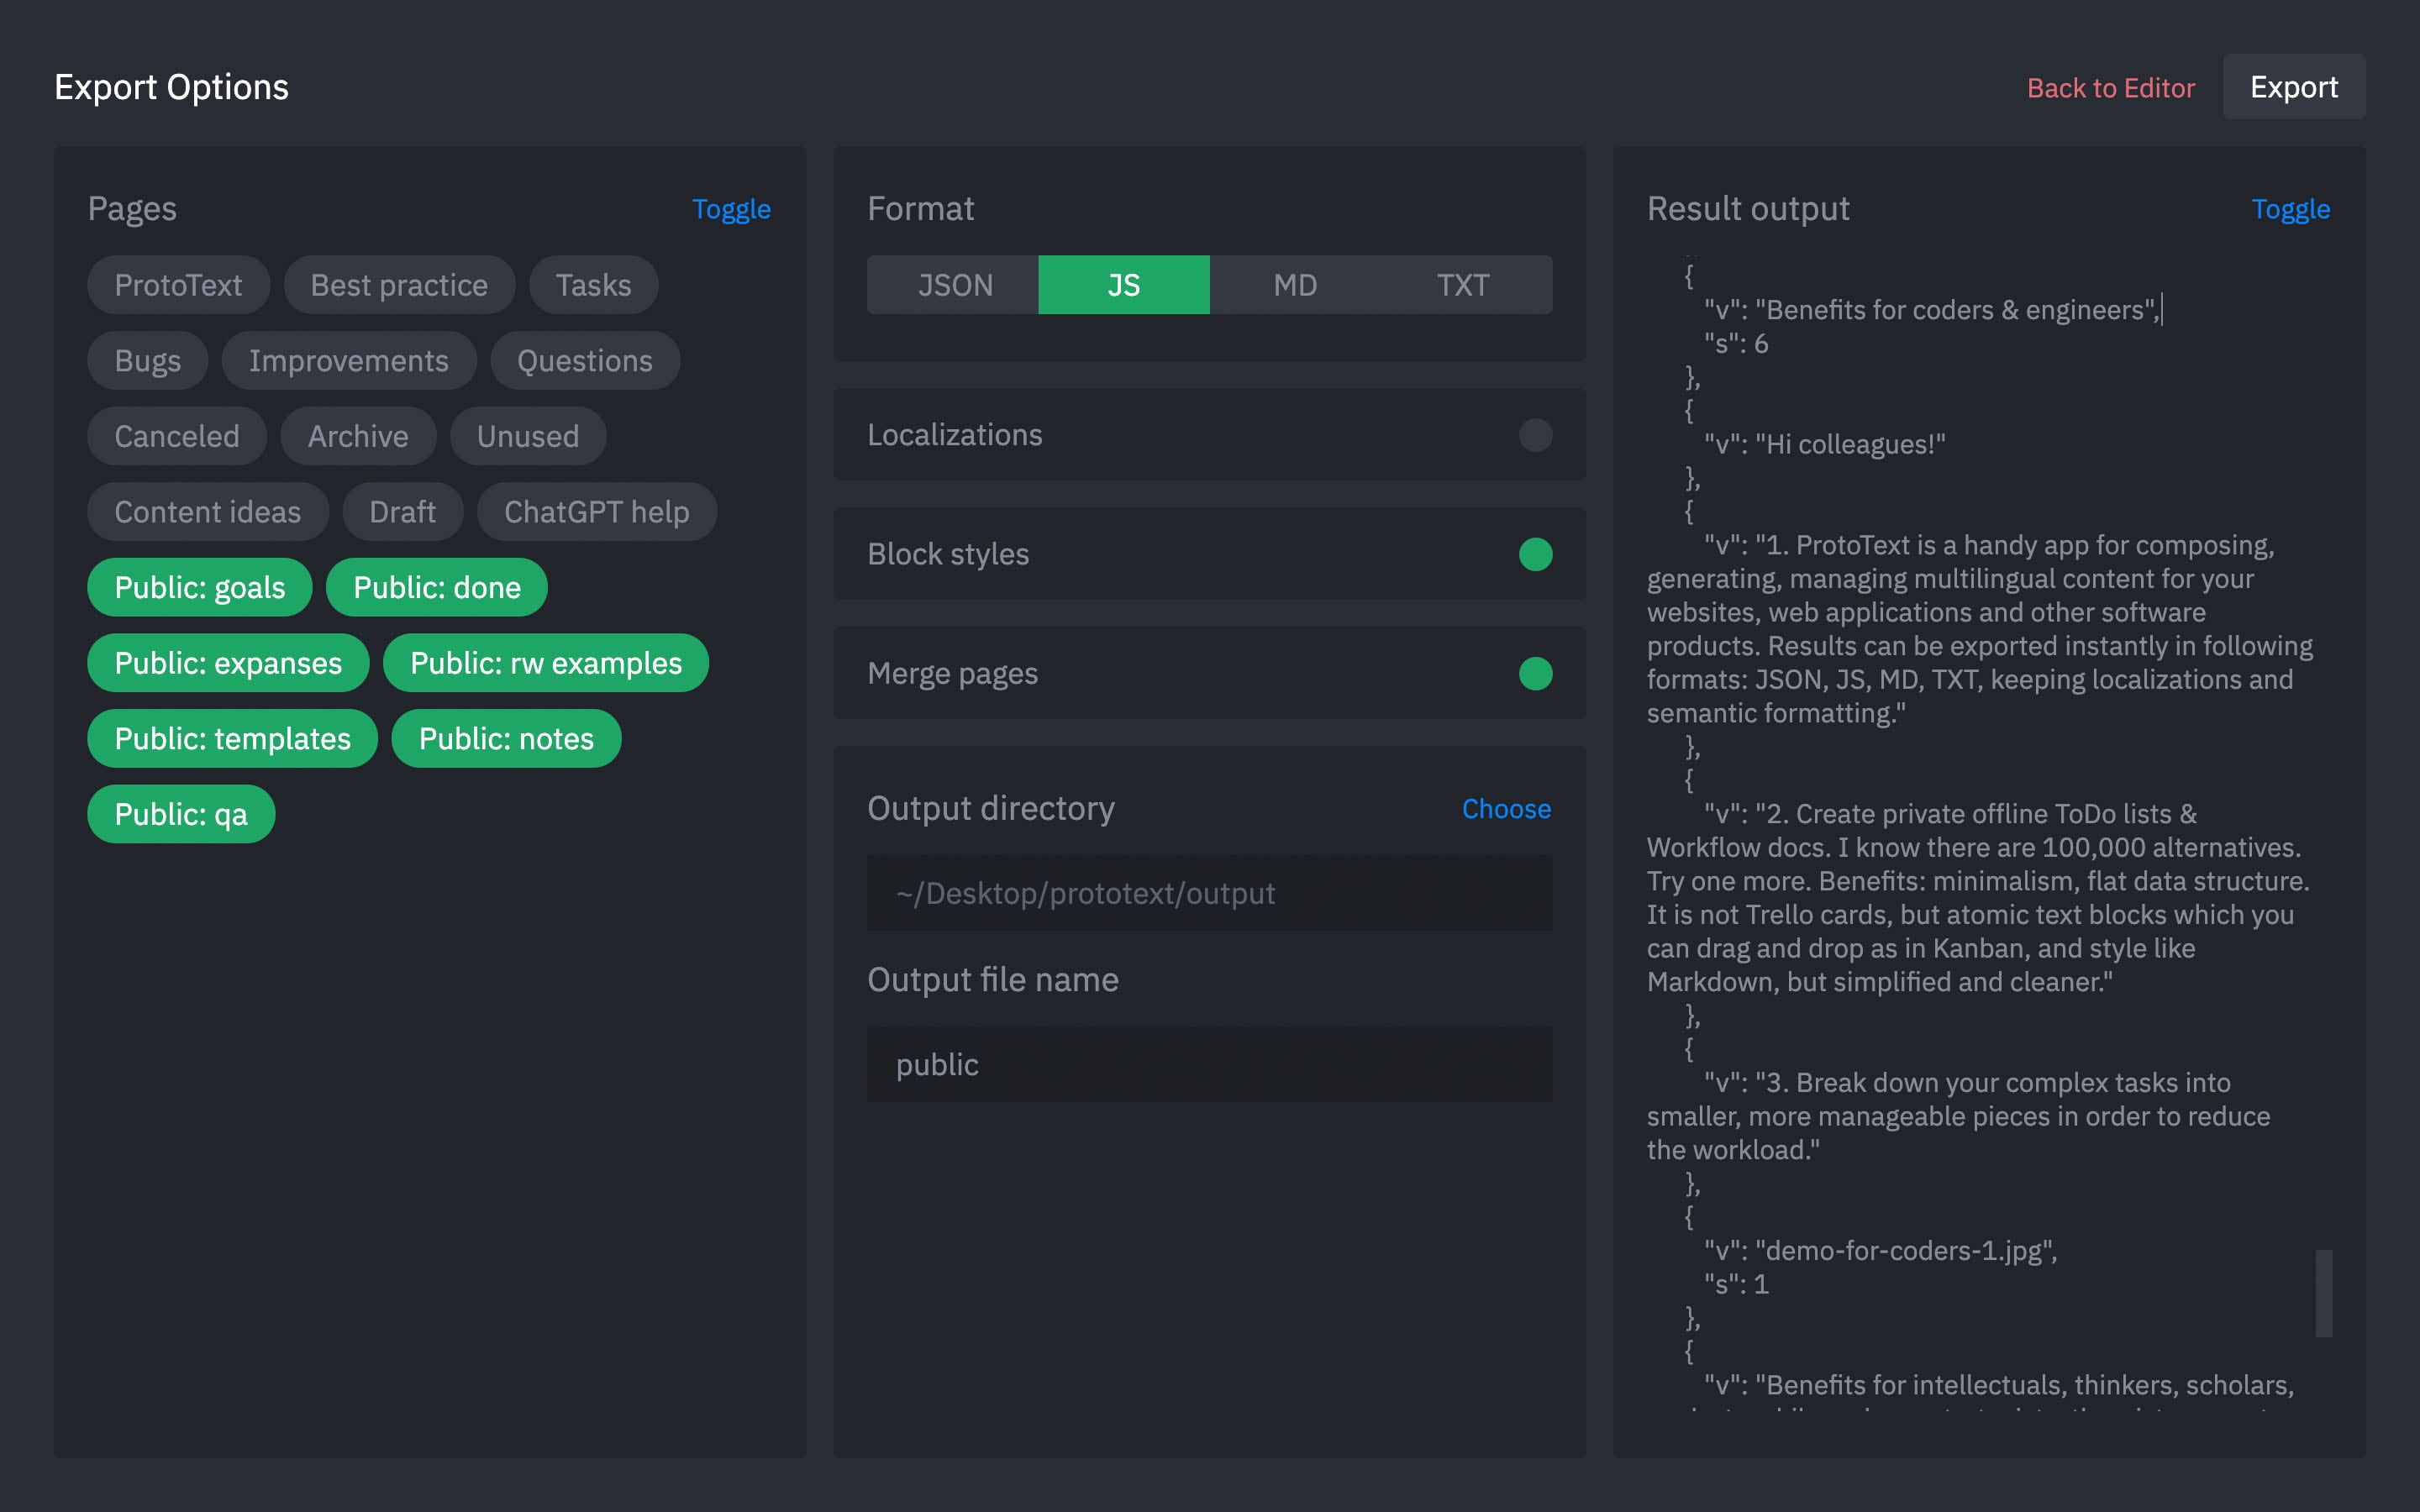 Export Options
Back to Editor
Export
Pages
Toggle
ProtoText
Best practice
Tasks
Bugs
Improvements
Questions
Canceled
Archive
Unused
Content ideas
Draft
ChatGPT help
Public: goals
Public: done
Public: expanses
Public: rw examples
Public: templates
Public: notes
Public: qa
Format
JSON
JS
MD
TXT
Localizations
Block styles
Merge pages
Output directory
Choose
~/Desktop/prototext/output
Output file name
public
Result output
Toggle
{
"v": "Benefits for coders & engineers",
"s": 6
},
{
"v": "Hi colleagues!"
},
{
"v": "1. ProtoText is a handy app for composing,
generating, managing multilingual content for your
websites, web applications and other software
products. Results can be exported instantly in following
formats: JSON, JS, MD, TXT, keeping localizations and
semantic formatting."
},
{
"v": "2. Create private offline ToDo lists &
Workflow docs. I know there are 100,000 alternatives.
Try one more. Benefits: minimalism, flat data structure.
It is not Trello cards, but atomic text blocks which you
can drag and drop as in Kanban, and style like
Markdown, but simplified and cleaner."
},
{
"v": "3. Break down your complex tasks into
smaller, more manageable pieces in order to reduce
the workload."
},
{
"v": "demo-for-coders-1.jpg",
"s": 1
},
{
"v": "Benefits for intellectuals, thinkers, scholars,